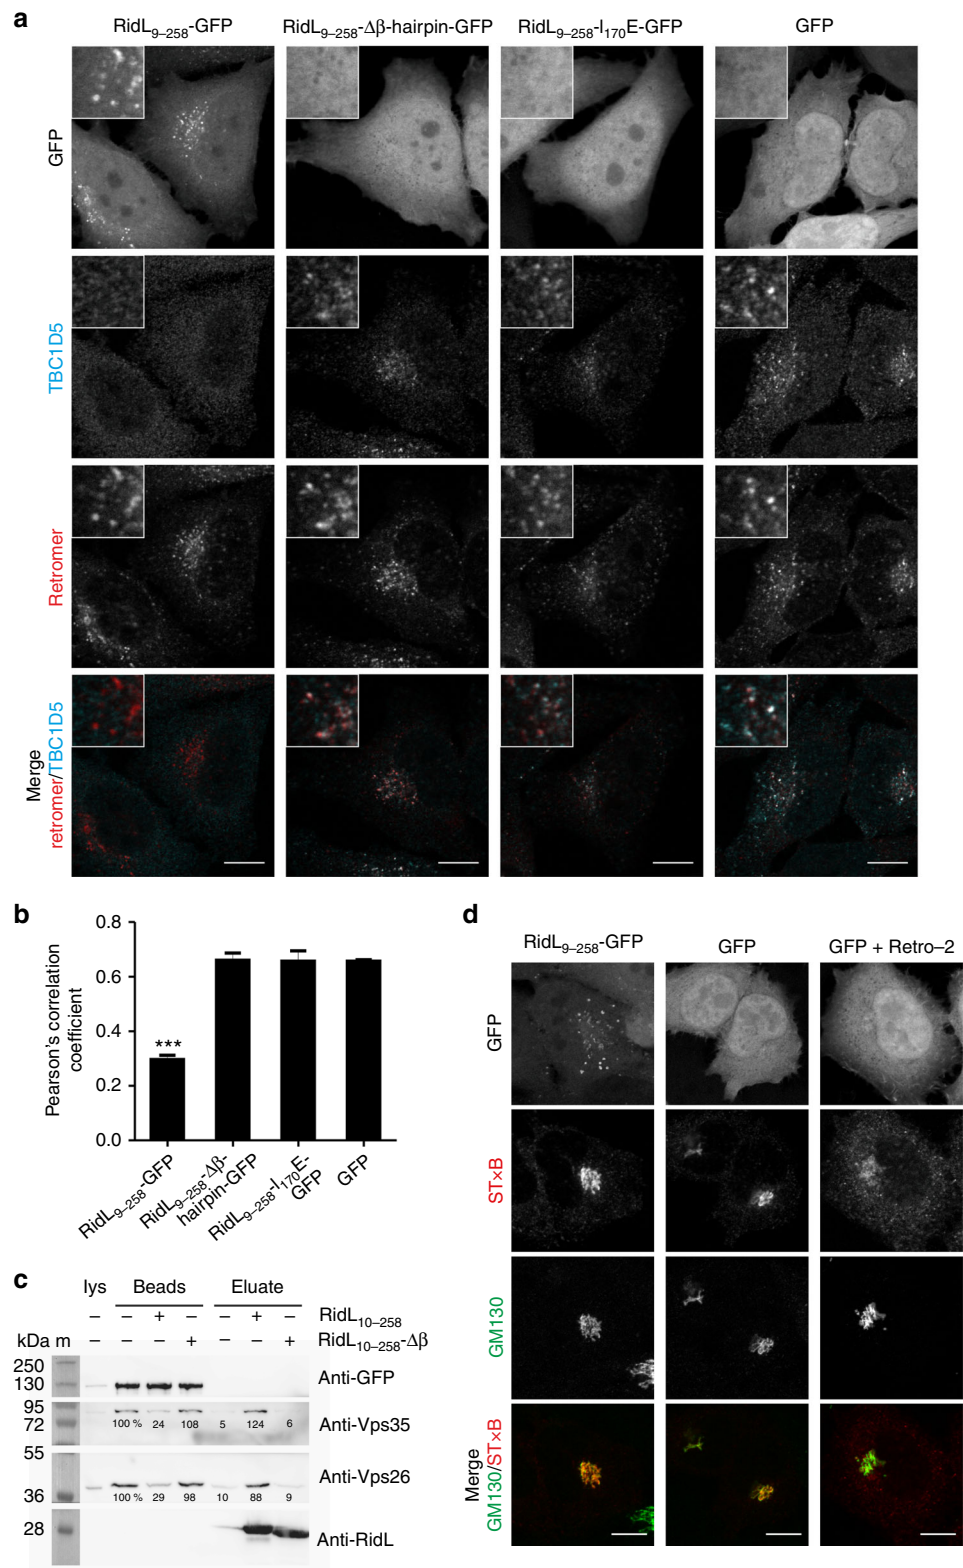 a
RidL9–258-GFP RidL9–258-Δβ-hairpin-GFP RidL9–258-I170E-GFP GFP
GFP
TBC1D5
Retromer
Merge
retromer/TBC1D5
b
Pearson's correlation
coefficient
0.8
0.6
0.4
0.2
0.0
***
RidL9–258-GFP
RidL9–258-Δβ-
hairpin-GFP
RidL9–258-I170E-
GFP
GFP
c
lys Beads Eluate
– – + – – + – RidL10–258
kDa m – – – + – – + RidL10–258-Δβ
250
130
Anti-GFP
95
72
100 % 24 108 5 124 6
Anti-Vps35
55
36
100 % 29 98 10 88 9
Anti-Vps26
28
Anti-RidL
d
RidL9–258-GFP GFP GFP + Retro–2
GFP
STxB
GM130
Merge
GM130/STxB